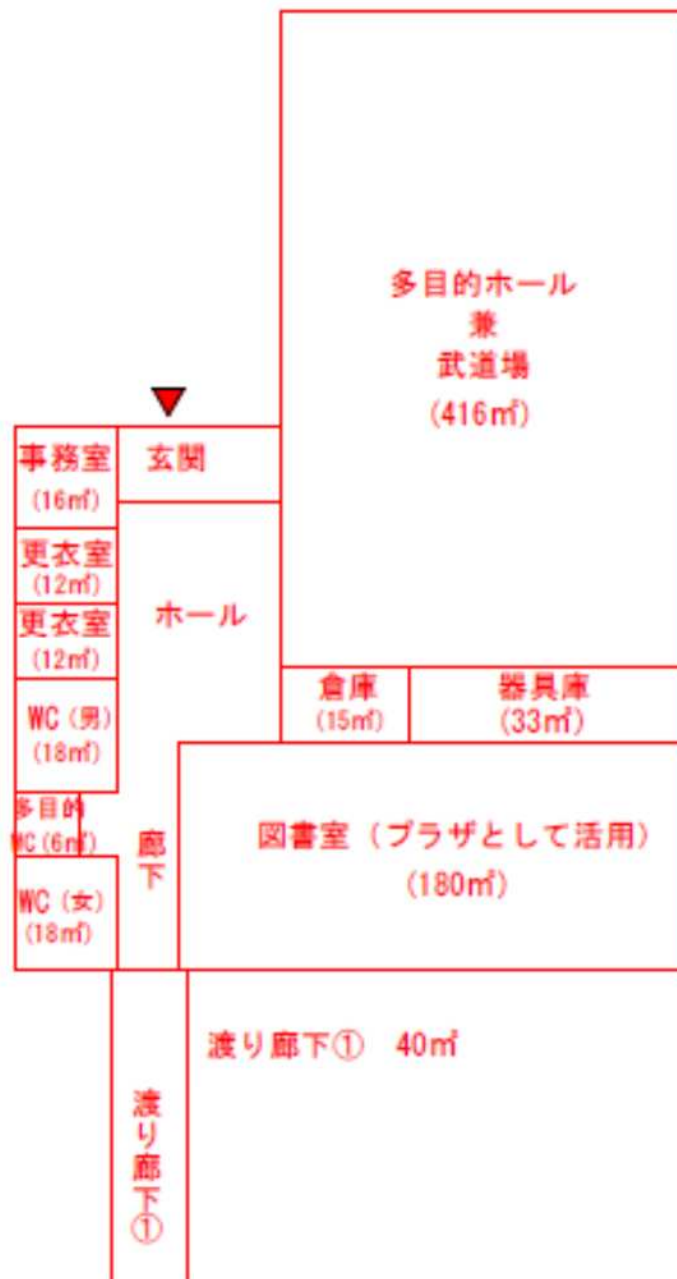 多目的ホール
兼
武道場
(416㎡)
事務室
(16㎡)
玄関
更衣室
(12㎡)
更衣室
(12㎡)
ホール
倉庫
(15㎡)
器具庫
(33㎡)
WC(男)
(18㎡)
多目的
WC(6㎡)
廊下
図書室(プラザとして活用)
(180㎡)
WC(女)
(18㎡)
渡り廊下① 40㎡
渡り廊下①